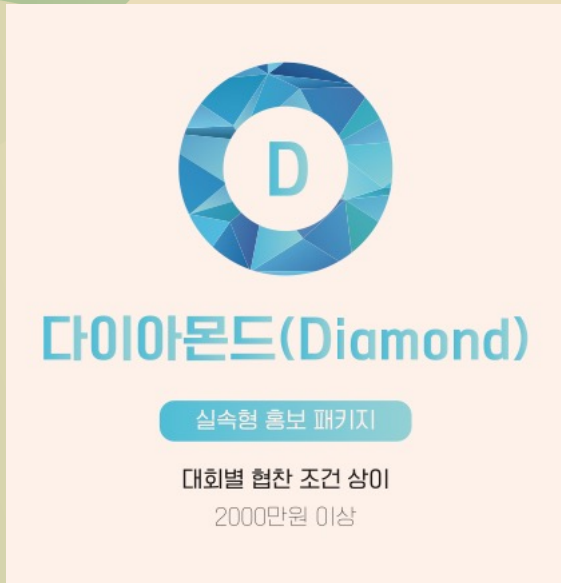 D
다이아몬드(Diamond)
실속형 홍보 패키지
대회별 협찬 조건 상이
2000만원 이상